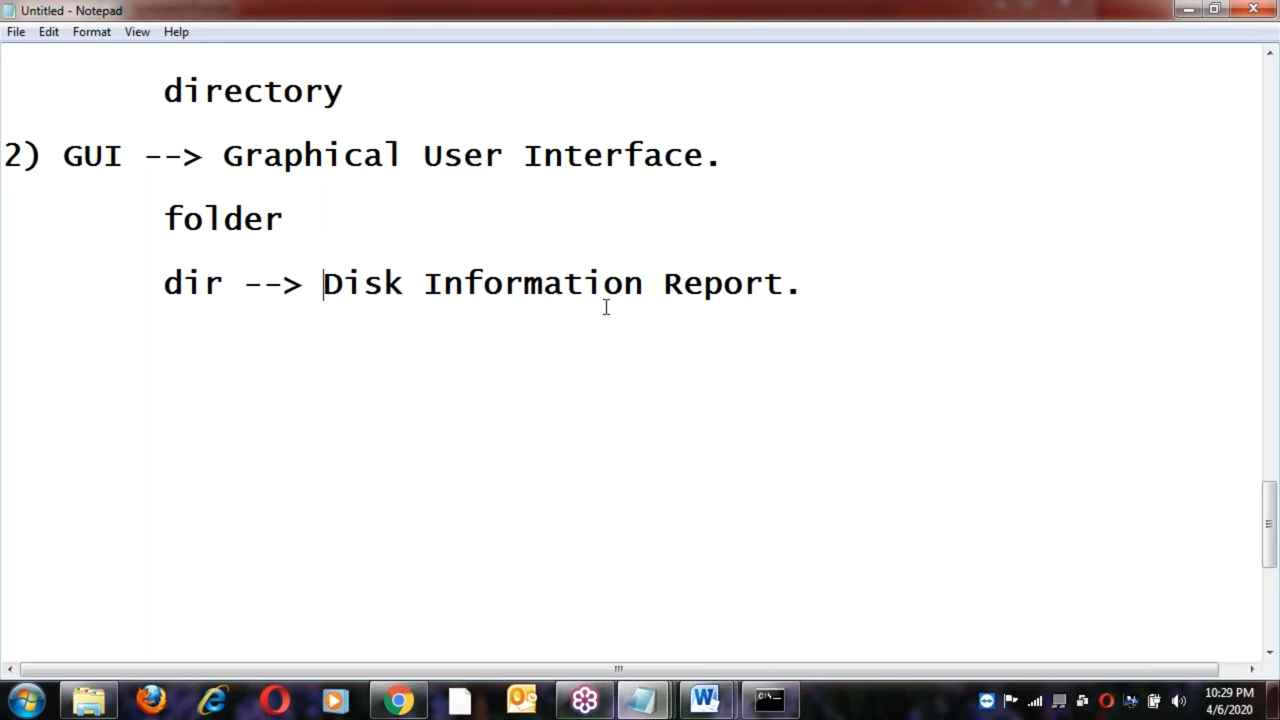 Untitled - Notepad
File Edit Format View Help
directory
2) GUI --> Graphical User Interface.
folder
dir --> Disk Information Report.
10:29 PM
4/6/2020